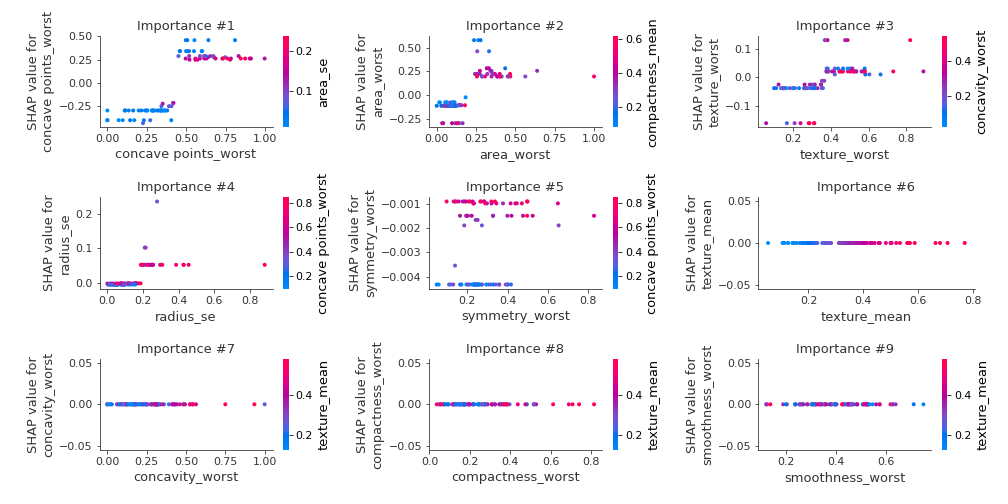 Importance #1
SHAP value for
concave points_worst
0.50
0.25
0.00
−0.25
0.00
0.25
0.50
0.75
1.00
concave points_worst
0.2
0.1
area_se
Importance #2
SHAP value for
area_worst
0.50
0.25
0.00
−0.25
0.00
0.25
0.50
0.75
1.00
area_worst
0.6
0.4
0.2
compactness_mean
Importance #3
SHAP value for
texture_worst
0.1
0.0
−0.1
0.2
0.4
0.6
0.8
texture_worst
0.4
0.2
concavity_worst
Importance #4
SHAP value for
radius_se
0.2
0.1
0.0
0.0
0.2
0.4
0.6
0.8
radius_se
0.8
0.6
0.4
0.2
concave points_worst
Importance #5
SHAP value for
symmetry_worst
−0.001
−0.002
−0.003
−0.004
0.2
0.4
0.6
0.8
symmetry_worst
0.8
0.6
0.4
0.2
concave points_worst
Importance #6
SHAP value for
texture_mean
0.05
0.00
−0.05
0.2
0.4
0.6
0.8
texture_mean
Importance #7
SHAP value for
concavity_worst
0.05
0.00
−0.05
0.00
0.25
0.50
0.75
1.00
concavity_worst
0.4
0.2
texture_mean
Importance #8
SHAP value for
compactness_worst
0.05
0.00
−0.05
0.0
0.2
0.4
0.6
0.8
compactness_worst
0.4
0.2
texture_mean
Importance #9
SHAP value for
smoothness_worst
0.05
0.00
−0.05
0.2
0.4
0.6
smoothness_worst
0.4
0.2
texture_mean